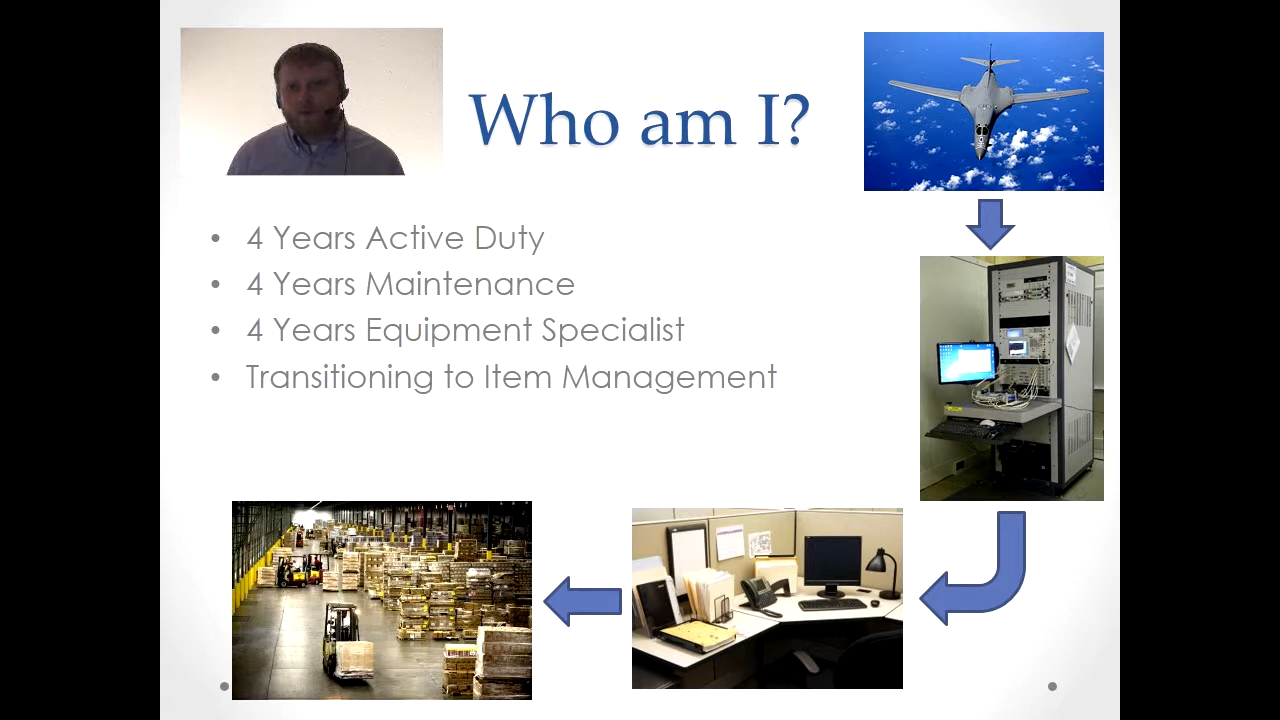 Who am I?
• 4 Years Active Duty
• 4 Years Maintenance
• 4 Years Equipment Specialist
• Transitioning to Item Management